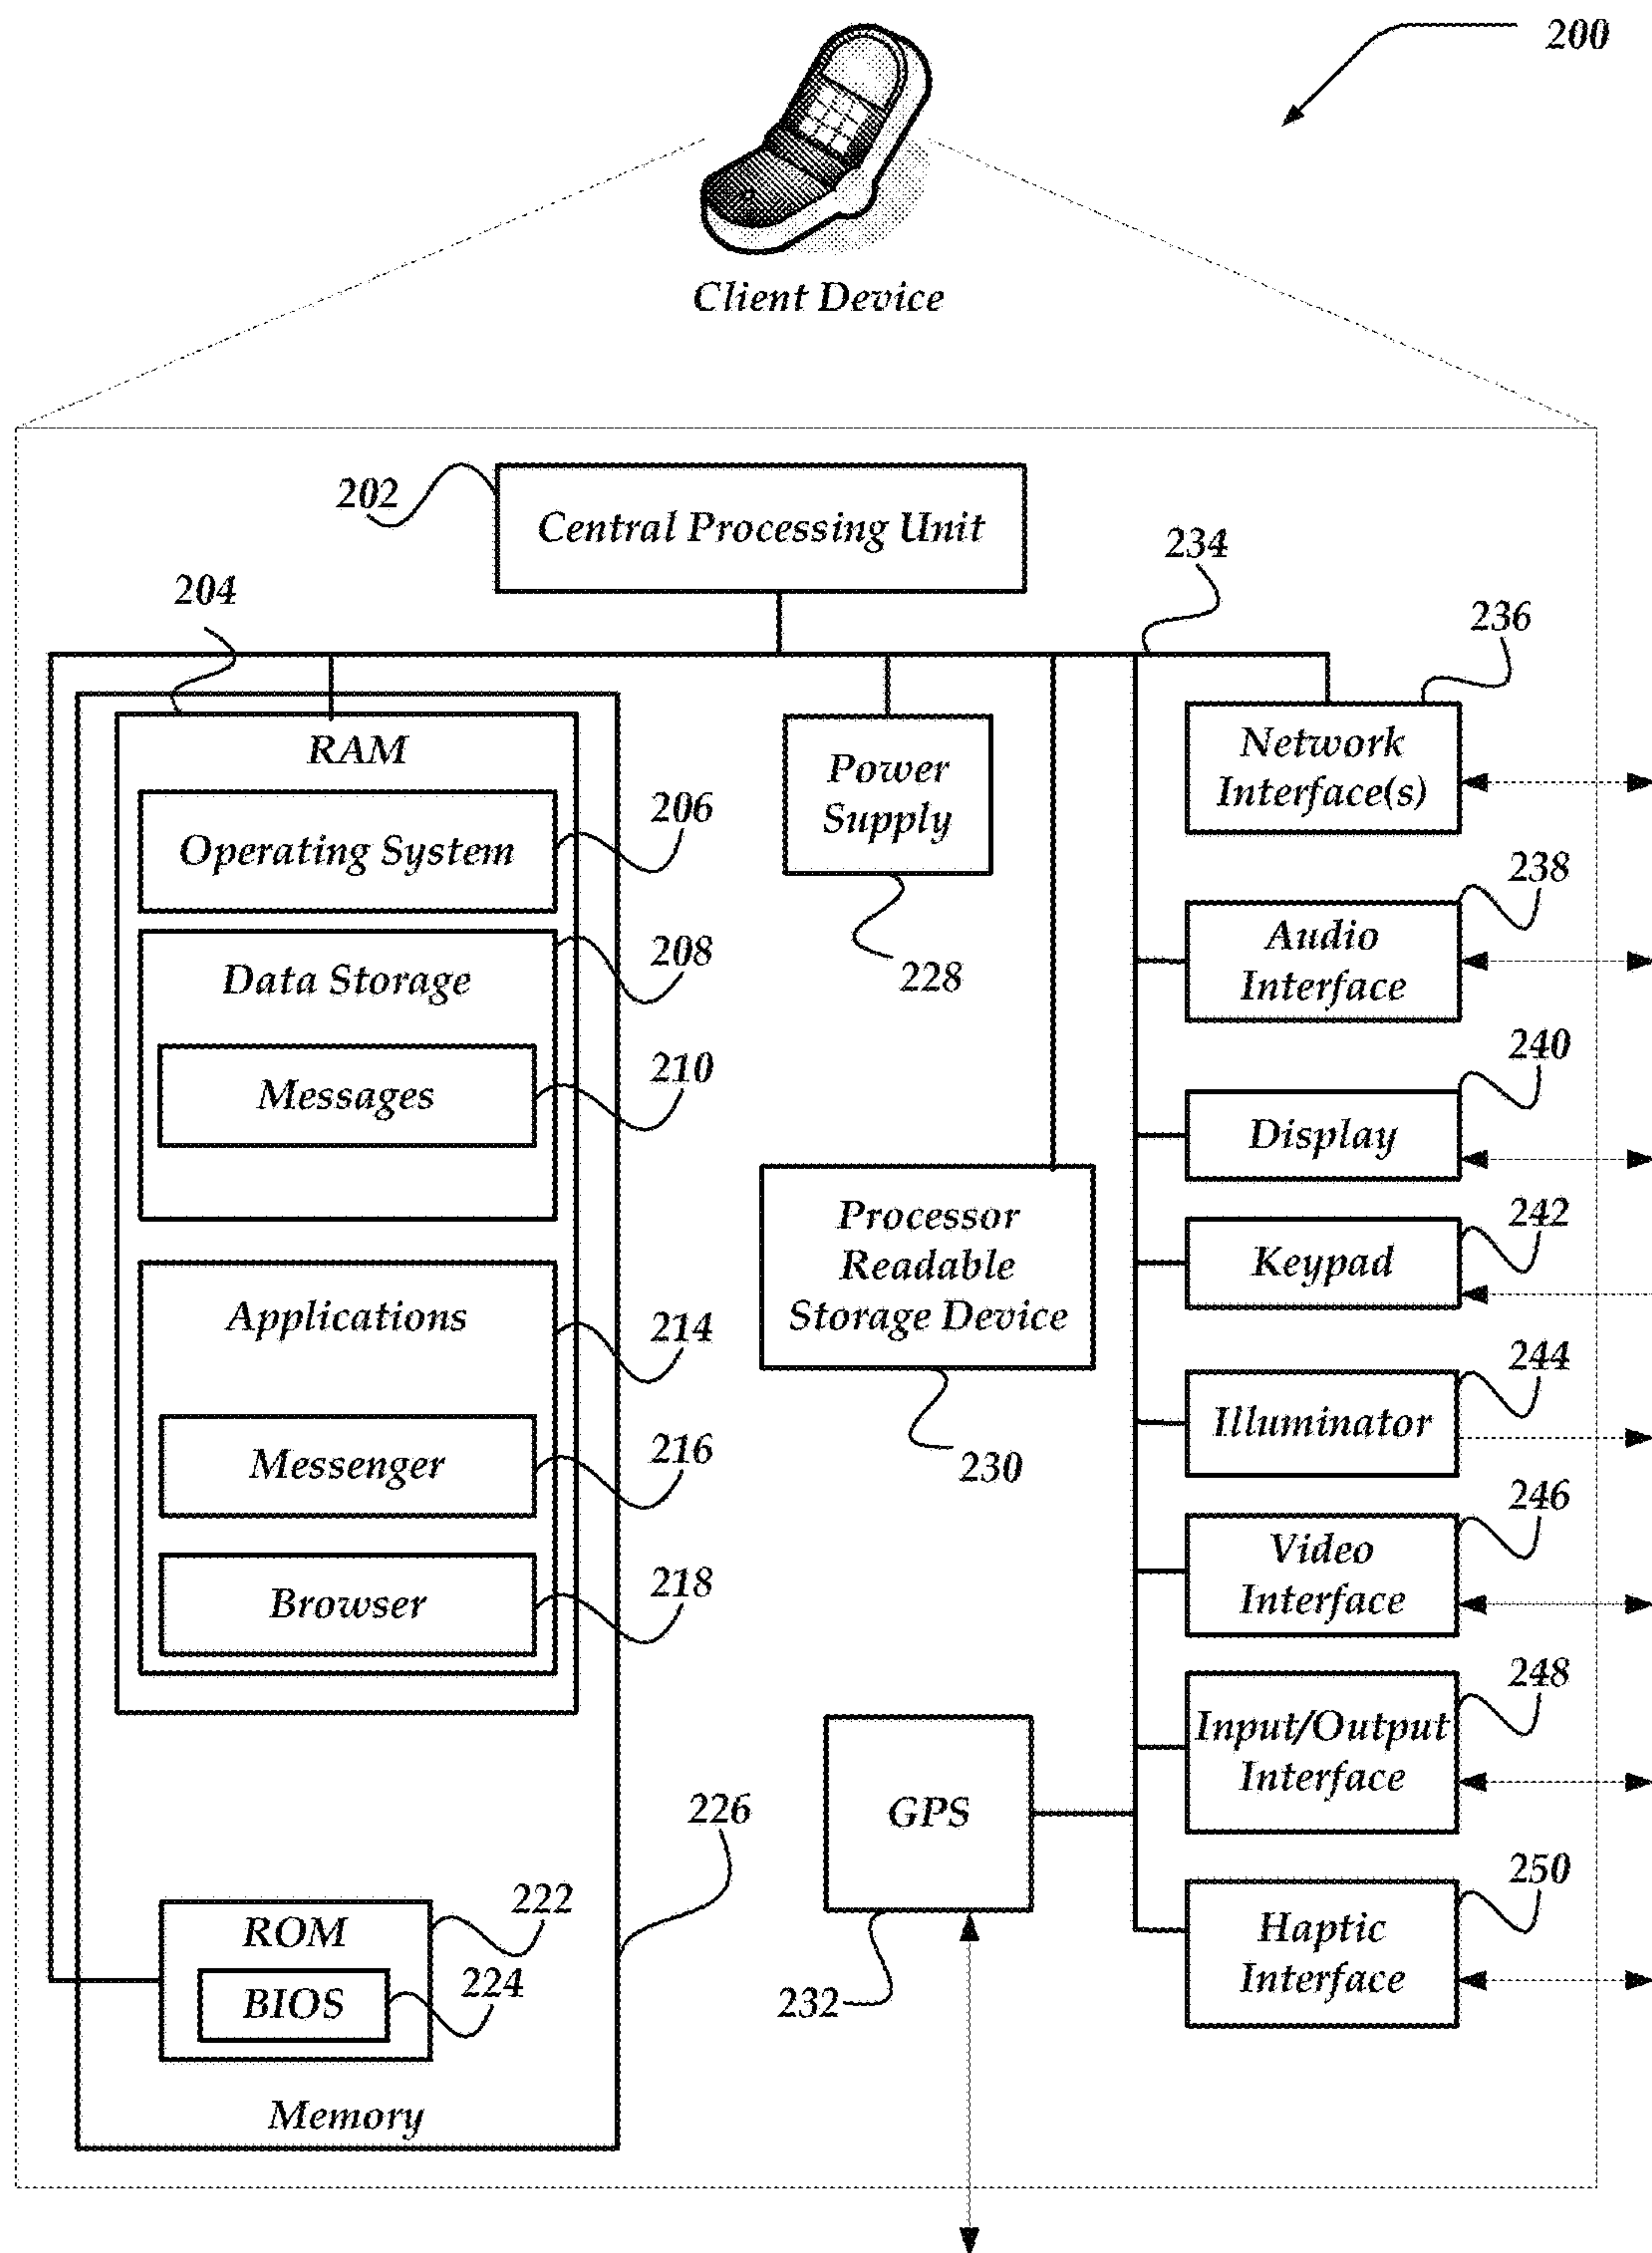 200
Client Device
202
Central Processing Unit
234
204
236
RAM
Network
Interface(s)
Power
Supply
206
Operating System
238
Audio
Interface
208
Data Storage
228
210
Messages
240
Display
Processor
Readable
Storage Device
242
Keypad
214
Applications
244
Illuminator
216
Messenger
230
246
Video
Interface
218
Browser
248
Input/Output
Interface
226
GPS
250
Haptic
Interface
222
ROM
224
BIOS
232
Memory